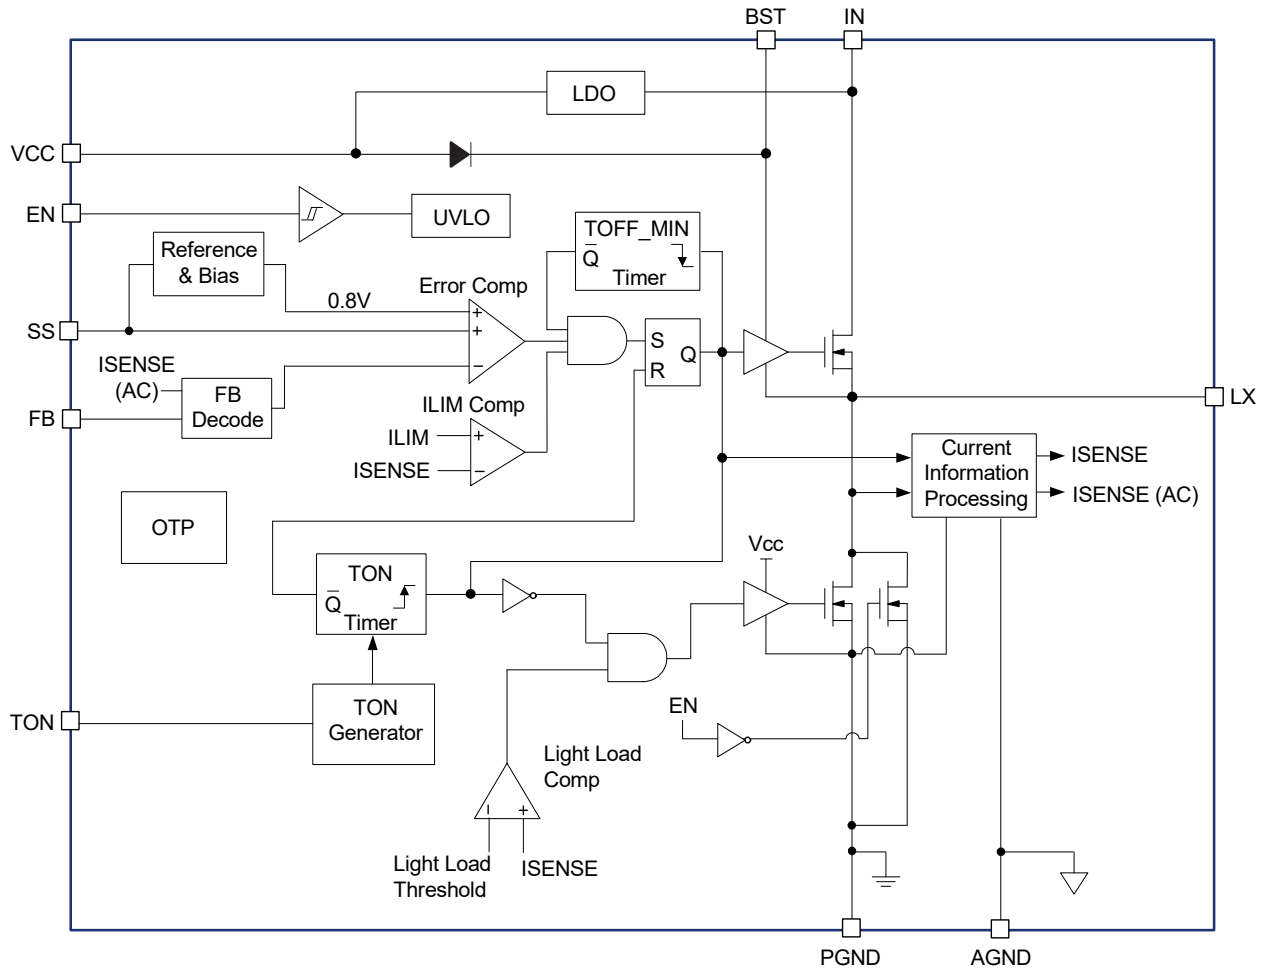 BST
IN
LDO
VCC
EN
UVLO
TOFF_MIN
Q̅
Timer
Reference
& Bias
Error Comp
0.8V
+
+
−
SS
S
Q
R
ISENSE
(AC)
FB
Decode
FB
ILIM Comp
ILIM
+
ISENSE
−
LX
Current
Information
Processing
ISENSE
ISENSE (AC)
OTP
Vcc
TON
Q̅
Timer
TON
TON
Generator
EN
Light Load
Comp
− +
Light Load
Threshold
ISENSE
PGND
AGND